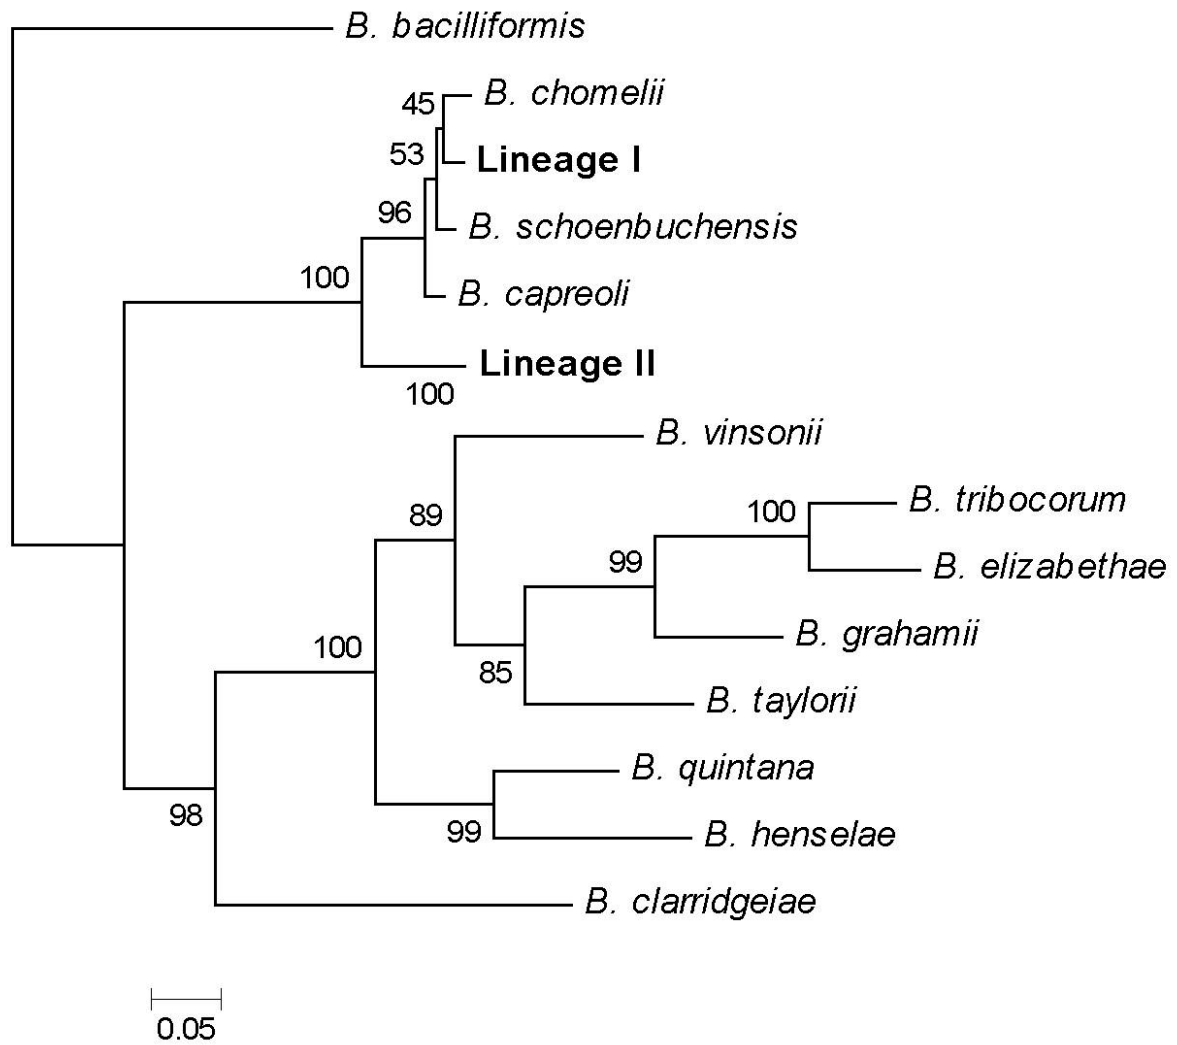 B. bacilliformis
B. chomelii
45
Lineage I
53
96
B. schoenbuchensis
100
B. capreoli
Lineage II
100
B. vinsonii
89
100
B. tribocorum
99
B. elizabethae
B. grahamii
100
85
B. taylorii
B. quintana
98
99
B. henselae
B. clarridgeiae
0.05